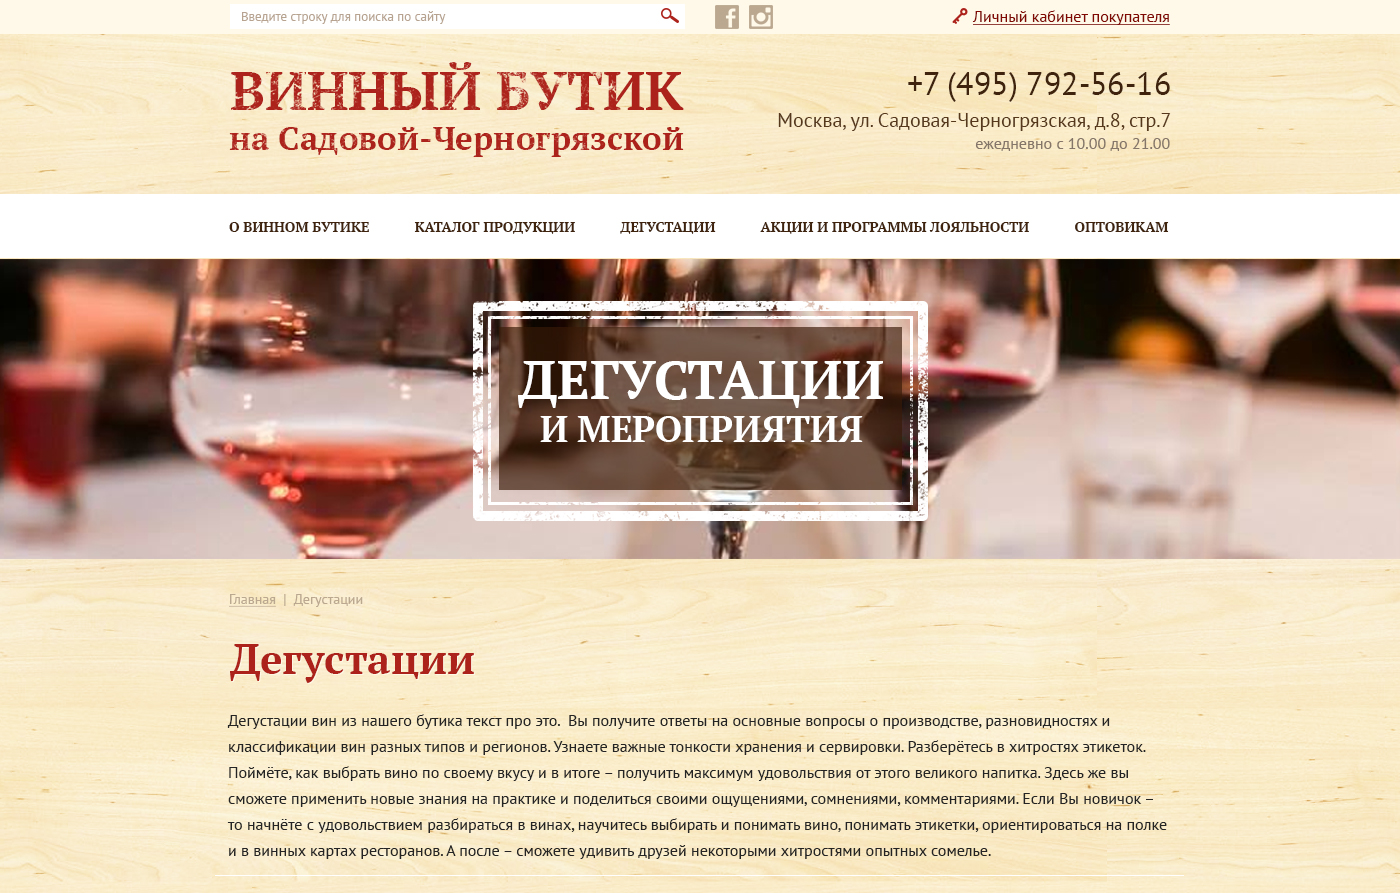 Введите строку для поиска по сайту
Личный кабинет покупателя
ВИННЫЙ БУТИК
на Садовой-Черногрязской
+7 (495) 792-56-16
Москва, ул. Садовая-Черногрязская, д.8, стр.7
ежедневно с 10.00 до 21.00
О ВИННОМ БУТИКЕ КАТАЛОГ ПРОДУКЦИИ ДЕГУСТАЦИИ АКЦИИ И ПРОГРАММЫ ЛОЯЛЬНОСТИ ОПТОВИКАМ
ДЕГУСТАЦИИ
И МЕРОПРИЯТИЯ
Главная | Дегустации
Дегустации
Дегустации вин из нашего бутика текст про это. Вы получите ответы на основные вопросы о производстве, разновидностях и
классификации вин разных типов и регионов. Узнаете важные тонкости хранения и сервировки. Разберётесь в хитростях этикеток.
Поймёте, как выбрать вино по своему вкусу и в итоге – получить максимум удовольствия от этого великого напитка. Здесь же вы
сможете применить новые знания на практике и поделиться своими ощущениями, сомнениями, комментариями. Если Вы новичок –
то начнёте с удовольствием разбираться в винах, научитесь выбирать и понимать вино, понимать этикетки, ориентироваться на полке
и в винных картах ресторанов. А после – сможете удивить друзей некоторыми хитростями опытных сомелье.